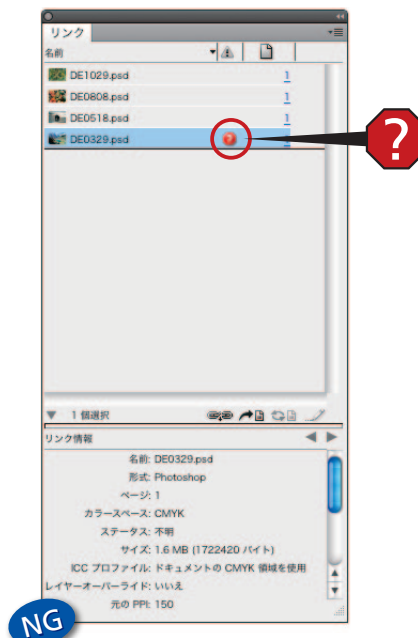 リンク
名前
DE1029.psd 1
DE0808.psd 1
DE0518.psd 1
DE0329.psd ?
?
1 個選択
リンク情報
名前: DE0329.psd
形式: Photoshop
ページ: 1
カラースペース: CMYK
ステータス: 不明
サイズ: 1.6 MB (1722420 バイト)
ICC プロファイル: ドキュメントの CMYK 領域を使用
レイヤーオーバーライド: いいえ
元の PPI: 150
NG